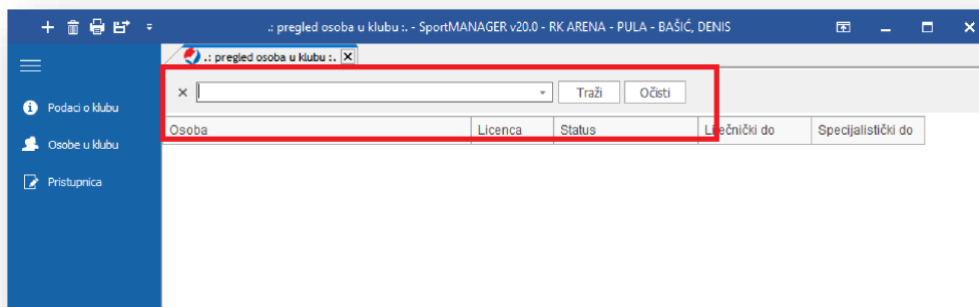 .: pregled osoba u klubu :. - SportMANAGER v20.0 - RK ARENA - PULA - BAŠIĆ, DENIS
.: pregled osoba u klubu :.
Traži Očisti
Podaci o klubu
Osoba Licenca Status Liječnički do Specijalistički do
Osobe u klubu
Pristupnica